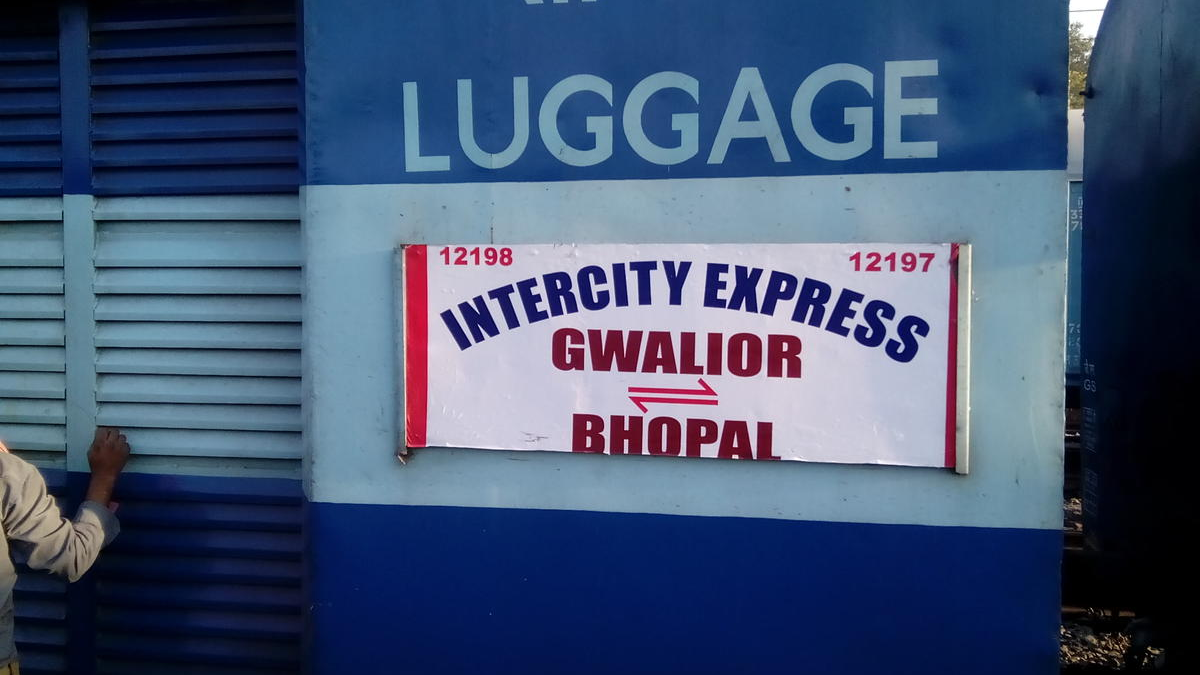 LUGGAGE
12198 12197
INTERCITY EXPRESS
GWALIOR
BHOPAL